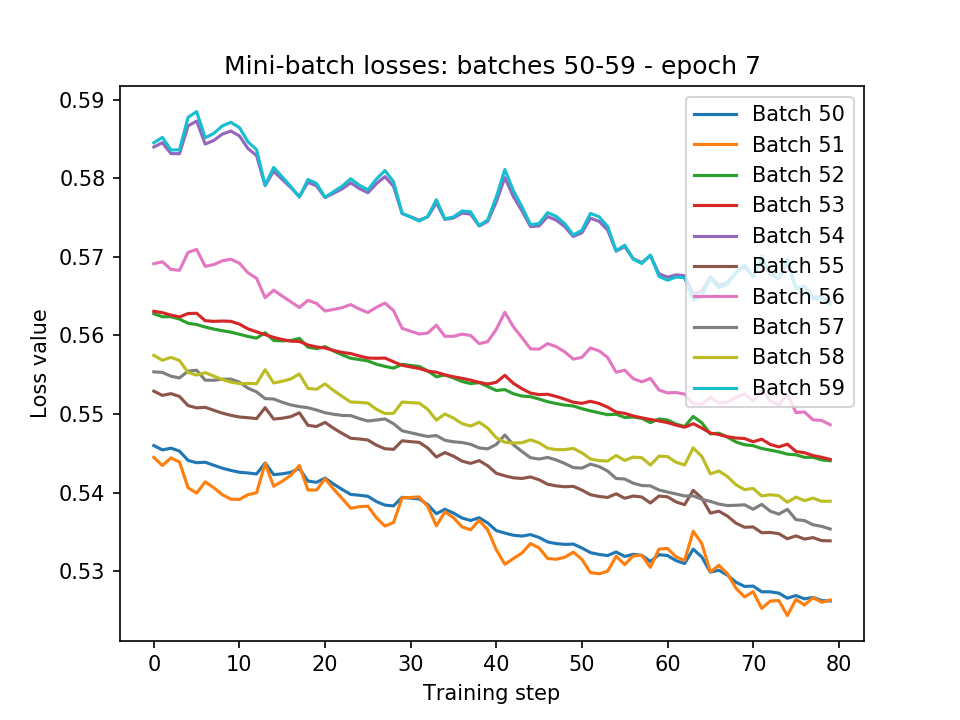 Mini-batch losses: batches 50-59 - epoch 7
0.59
0.58
0.57
0.56
0.55
0.54
0.53
Loss value
Batch 50
Batch 51
Batch 52
Batch 53
Batch 54
Batch 55
Batch 56
Batch 57
Batch 58
Batch 59
0 10 20 30 40 50 60 70 80
Training step